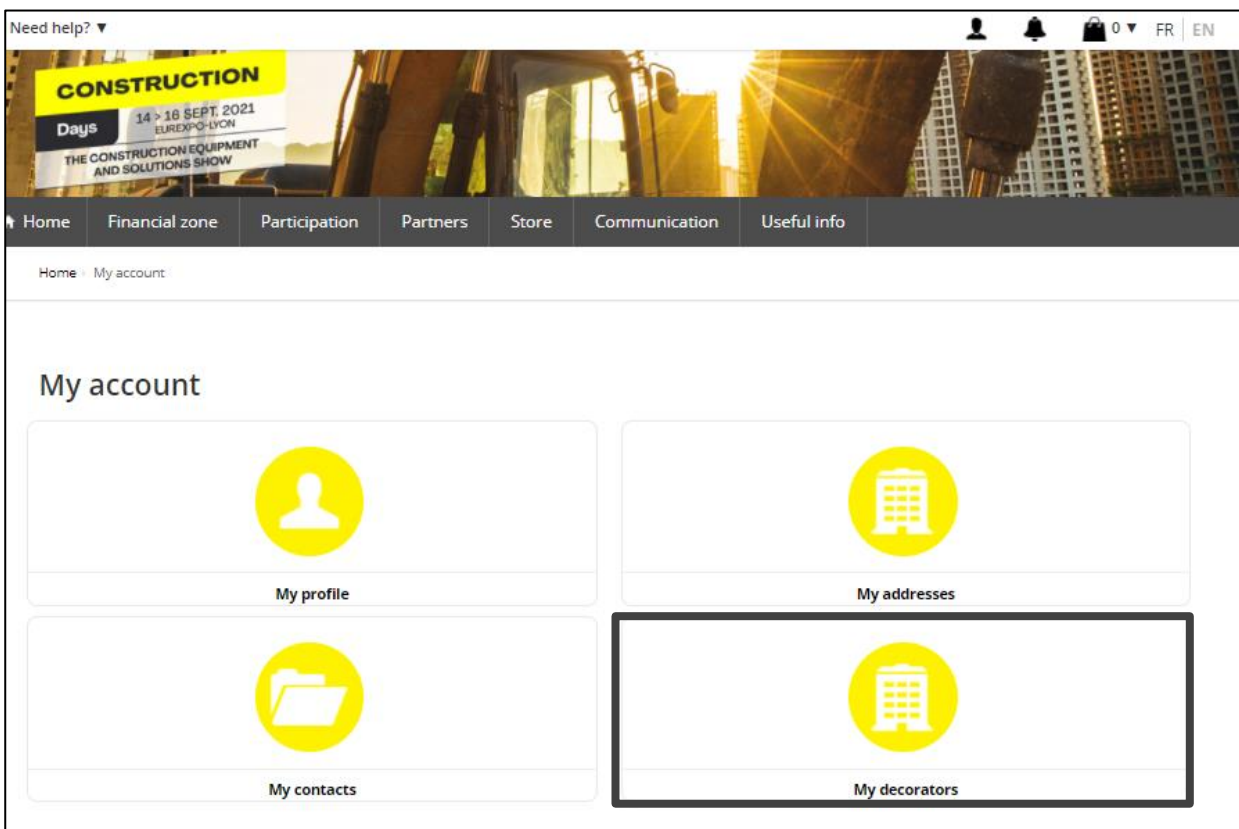 Need help? ▼
0 ▼ FR EN
CONSTRUCTION
Days
14 > 16 SEPT. 2021
EUREXPO-LYON
THE CONSTRUCTION EQUIPMENT
AND SOLUTIONS SHOW
Home Financial zone Participation Partners Store Communication Useful info
Home › My account
My account
My profile My addresses
My contacts My decorators